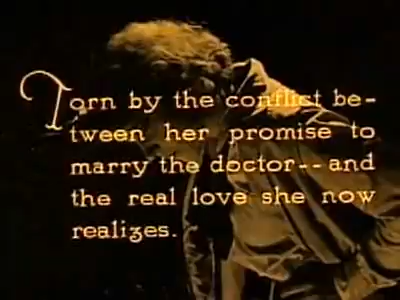 Torn by the conflict be-
tween her promise to
marry the doctor--and
the real love she now
realizes.